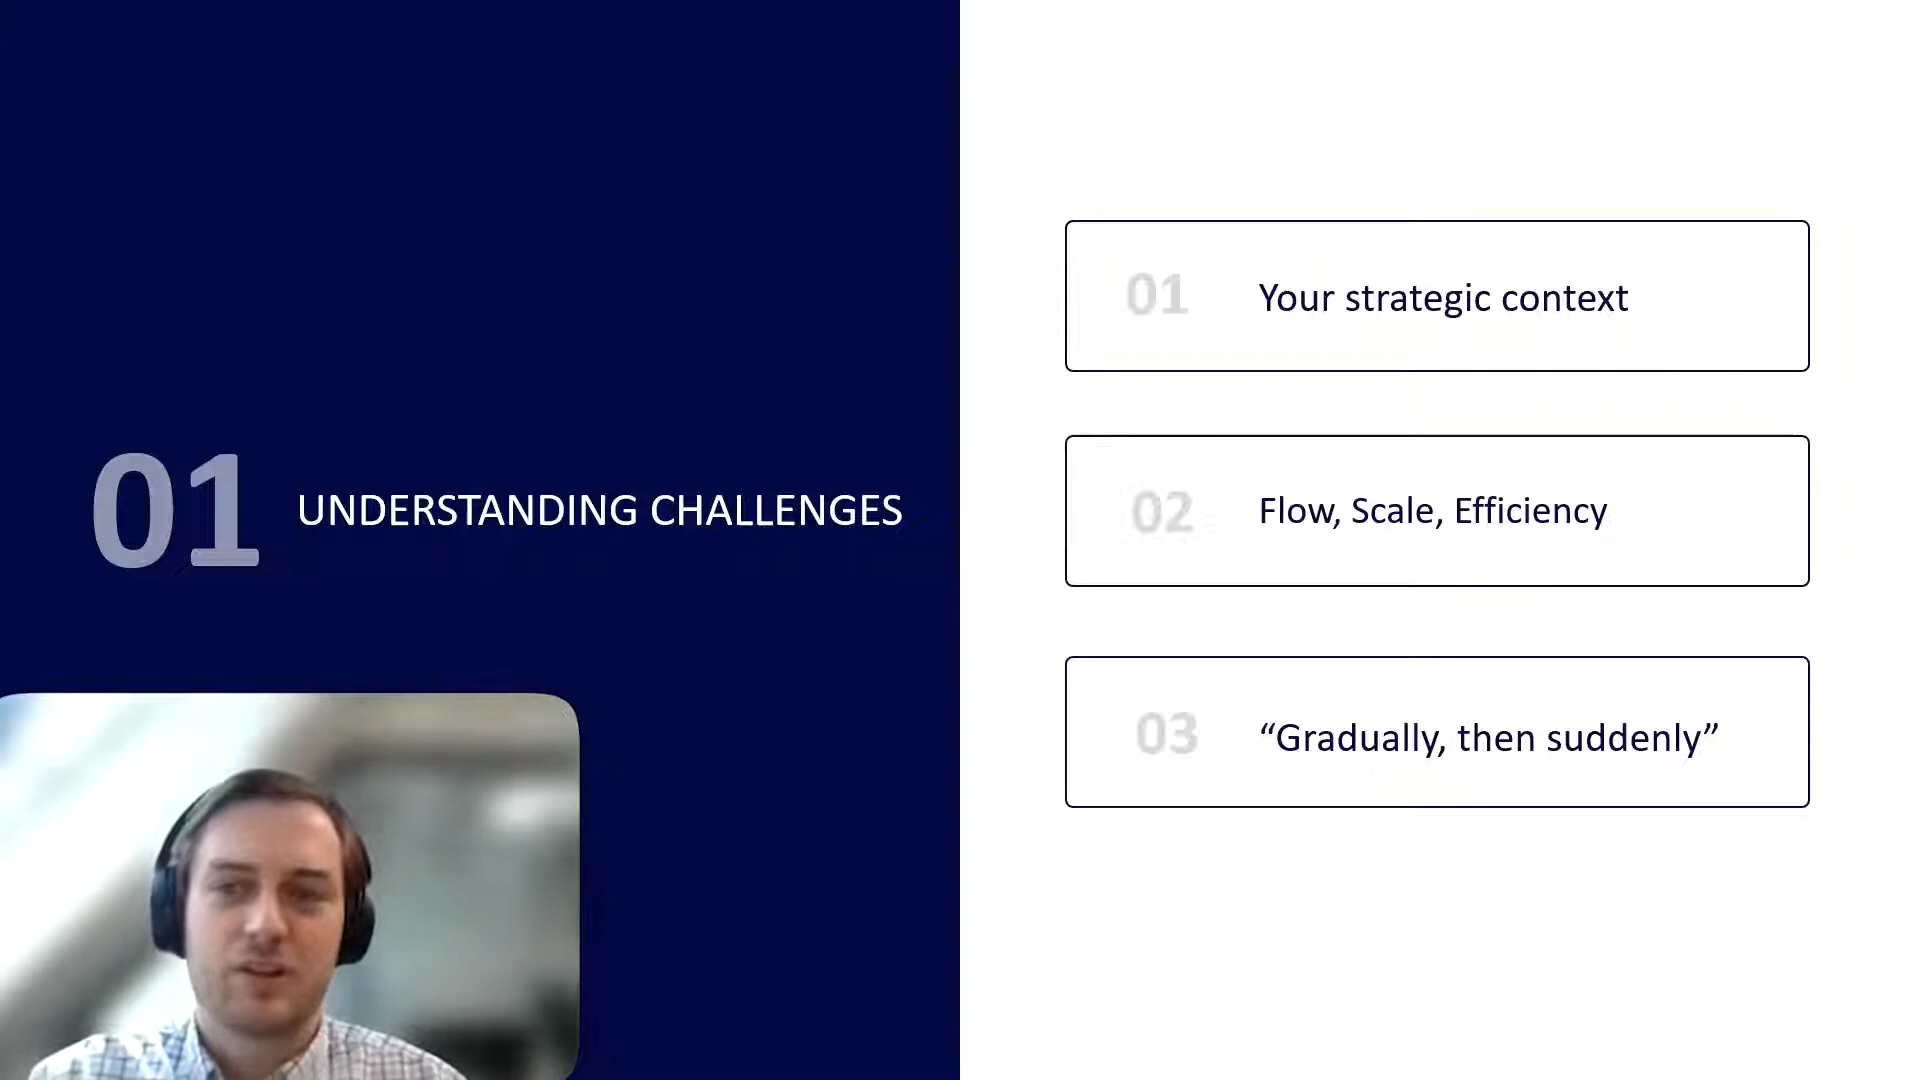 01 UNDERSTANDING CHALLENGES
01 Your strategic context
02 Flow, Scale, Efficiency
03 “Gradually, then suddenly”